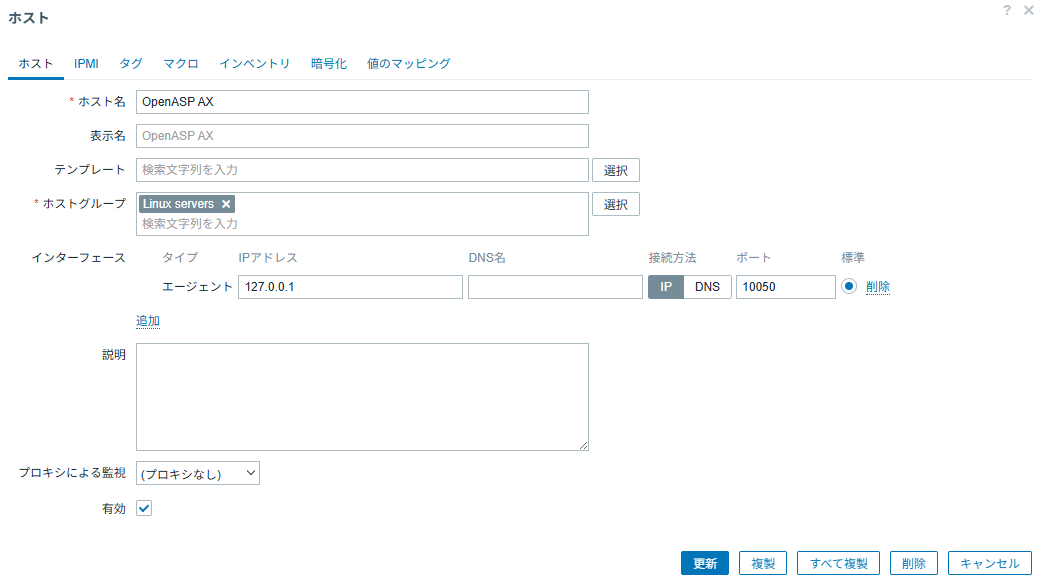 ホスト
? ×
ホスト IPMI タグ マクロ インベントリ 暗号化 値のマッピング
* ホスト名 OpenASP AX
表示名 OpenASP AX
テンプレート 検索文字列を入力 選択
* ホストグループ Linux servers × 選択
検索文字列を入力
インターフェース タイプ IPアドレス DNS名 接続方法 ポート 標準
エージェント 127.0.0.1 IP DNS 10050 削除
追加
説明
プロキシによる監視 (プロキシなし)
有効
更新 複製 すべて複製 削除 キャンセル